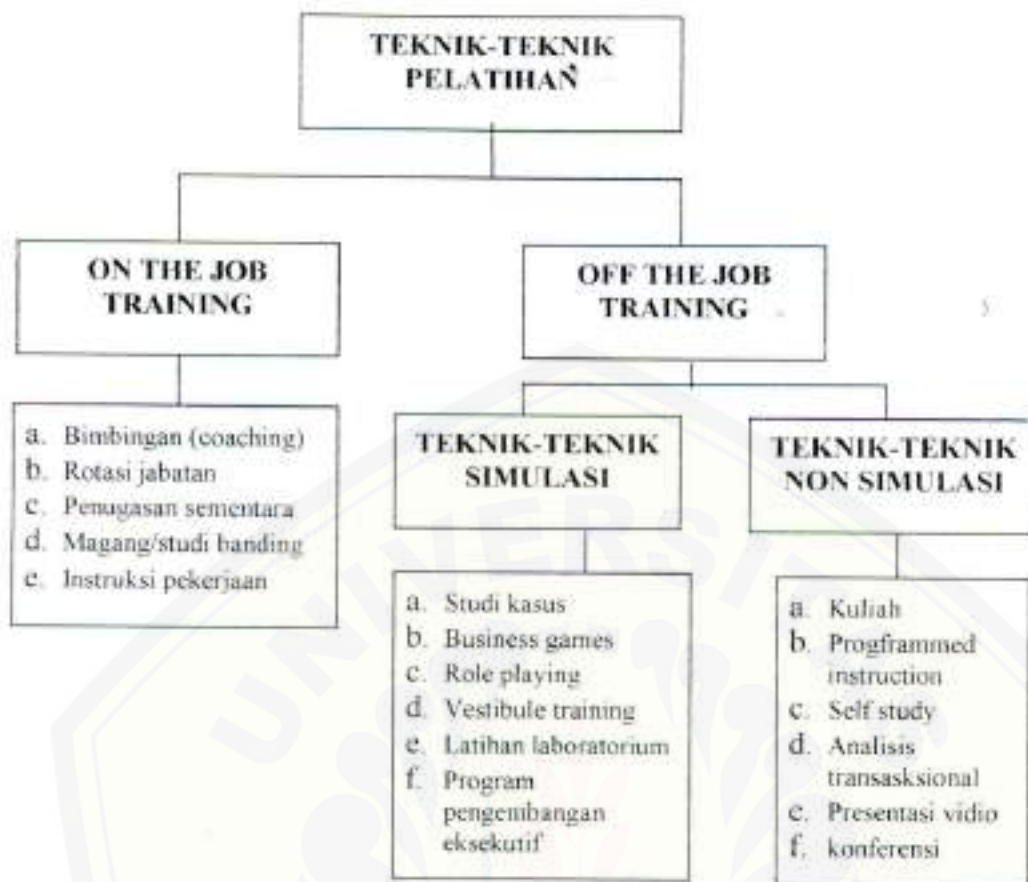 TEKNIK-TEKNIK
PELATIHAN
ON THE JOB
TRAINING
OFF THE JOB
TRAINING
a. Bimbingan (coaching)
b. Rotasi jabatan
c. Penugasan sementara
d. Magang/studi banding
e. Instruksi pekerjaan
TEKNIK-TEKNIK
SIMULASI
TEKNIK-TEKNIK
NON SIMULASI
a. Studi kasus
b. Business games
c. Role playing
d. Vestibule training
e. Latihan laboratorium
f. Program
pengembangan
eksekutif
a. Kuliah
b. Progframmed
instruction
c. Self study
d. Analisis
transasksional
e. Presentasi vidio
f. konferensi